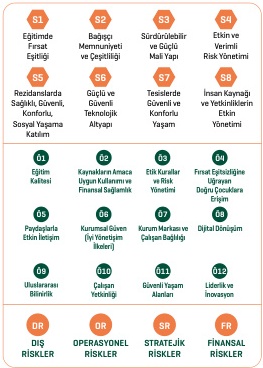 S1
Eğitimde
Fırsat
Eşitliği
S2
Bağışçı
Memnuniyeti
ve Çeşitliliği
S3
Sürdürülebilir
ve Güçlü
Mali Yapı
S4
Etkin ve
Verimli
Risk Yönetimi
S5
Rezidanslarda
Sağlıklı, Güvenli,
Konforlu,
Sosyal Yaşama
Katılım
S6
Güçlü ve
Güvenli
Teknolojik
Altyapı
S7
Tesislerde
Güvenli ve
Konforlu
Yaşam
S8
İnsan Kaynağı
ve Yetkinliklerin
Etkin
Yönetimi
Ö1
Eğitim
Kalitesi
Ö2
Kaynakların Amaca
Uygun Kullanımı ve
Finansal Sağlamlık
Ö3
Etik Kurallar
ve Risk
Yönetimi
Ö4
Fırsat Eşitsizliğine
Uğrayan
Doğru Çocuklara
Erişim
Ö5
Paydaşlarla
Etkin İletişim
Ö6
Kurumsal Güven
(İyi Yönetişim
İlkeleri)
Ö7
Kurum Markası ve
Çalışan Bağlılığı
Ö8
Dijital Dönüşüm
Ö9
Uluslararası
Bilinirlik
Ö10
Çalışan
Yetkinliği
Ö11
Güvenli Yaşam
Alanları
Ö12
Liderlik ve
İnovasyon
DR
DIŞ
RİSKLER
OR
OPERASYONEL
RİSKLER
SR
STRATEJİK
RİSKLER
FR
FİNANSAL
RİSKLER